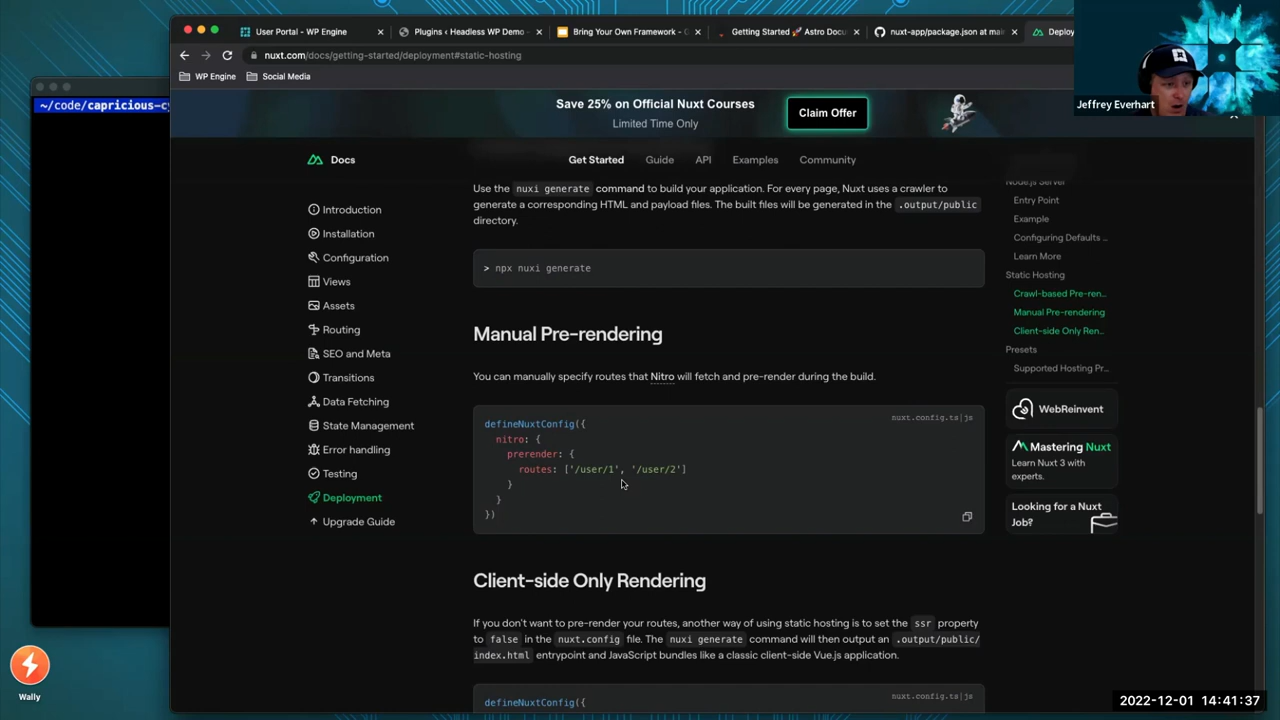 User Portal - WP Engine
Plugins ‹ Headless WP Demo -
Bring Your Own Framework - G
Getting Started 🚀 Astro Docu
nuxt-app/package.json at mai
Deploy
nuxt.com/docs/getting-started/deployment#static-hosting
WP Engine
Social Media
Jeffrey Everhart
~/code/capricious-cy
Save 25% on Official Nuxt Courses
Limited Time Only
Claim Offer
Docs
Get Started
Guide
API
Examples
Community
Introduction
Installation
Configuration
Views
Assets
Routing
SEO and Meta
Transitions
Data Fetching
State Management
Error handling
Testing
Deployment
Upgrade Guide
Use the nuxi generate command to build your application. For every page, Nuxt uses a crawler to
generate a corresponding HTML and payload files. The built files will be generated in the .output/public
directory.
> npx nuxi generate
Manual Pre-rendering
You can manually specify routes that Nitro will fetch and pre-render during the build.
nuxt.config.ts|js
defineNuxtConfig({
nitro: {
prerender: {
routes: ['/user/1', '/user/2']
}
}
})
Client-side Only Rendering
If you don't want to pre-render your routes, another way of using static hosting is to set the ssr property
to false in the nuxt.config file. The nuxi generate command will then output an .output/public/
index.html entrypoint and JavaScript bundles like a classic client-side Vue.js application.
nuxt.config.ts|js
defineNuxtConfig({
Node.js Server
Entry Point
Example
Configuring Defaults ...
Learn More
Static Hosting
Crawl-based Pre-ren...
Manual Pre-rendering
Client-side Only Ren...
Presets
Supported Hosting Pr...
WebReinvent
Mastering Nuxt
Learn Nuxt 3 with
experts.
Looking for a Nuxt
Job?
Wally
2022-12-01 14:41:37